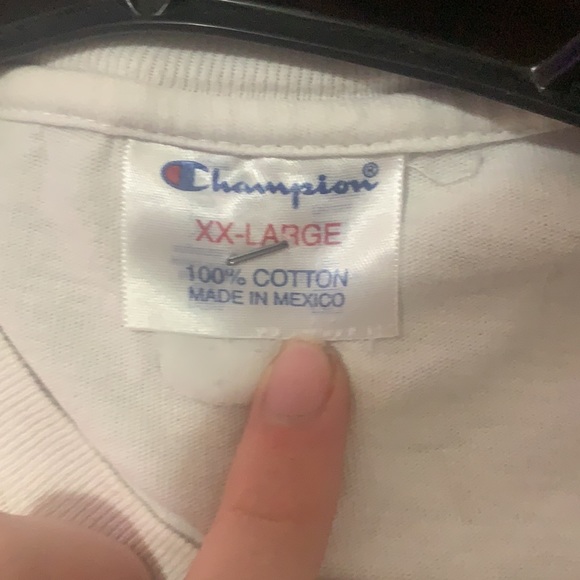 Champion®
XX-LARGE
100% COTTON
MADE IN MEXICO